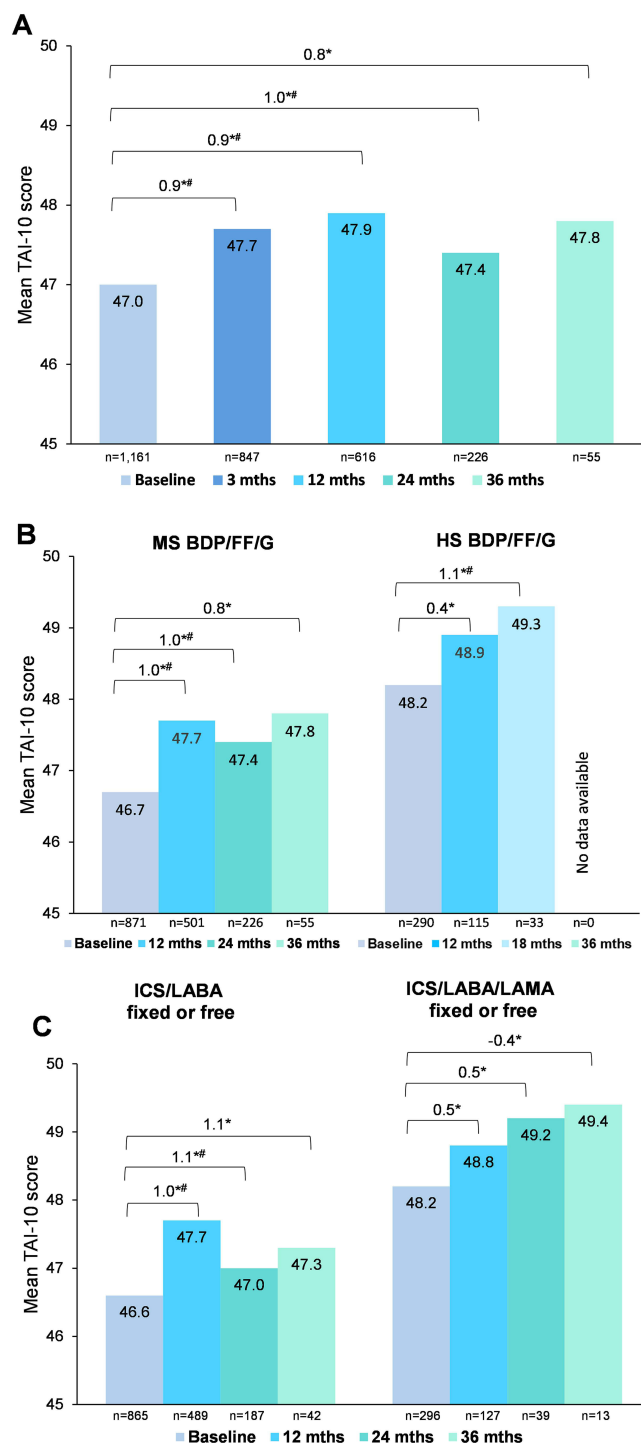 A
Mean TAI-10 score
50
49
48
47
46
45
0.8*
1.0*#
0.9*#
0.9*#
47.0
47.7
47.9
47.4
47.8
n=1,161 n=847 n=616 n=226 n=55
Baseline 3 mths 12 mths 24 mths 36 mths
B
MS BDP/FF/G HS BDP/FF/G
Mean TAI-10 score
50
49
48
47
46
45
0.8*
1.0*#
1.0*#
46.7
47.7
47.4
47.8
1.1*#
0.4*
48.2
48.9
49.3
No data available
n=871 n=501 n=226 n=55 n=290 n=115 n=33 n=0
Baseline 12 mths 24 mths 36 mths Baseline 12 mths 18 mths 36 mths
C
ICS/LABA
fixed or free
ICS/LABA/LAMA
fixed or free
Mean TAI-10 score
50
49
48
47
46
45
1.1*
1.1*#
1.0*#
46.6
47.7
47.0
47.3
-0.4*
0.5*
0.5*
48.2
48.8
49.2
49.4
n=865 n=489 n=187 n=42 n=296 n=127 n=39 n=13
Baseline 12 mths 24 mths 36 mths